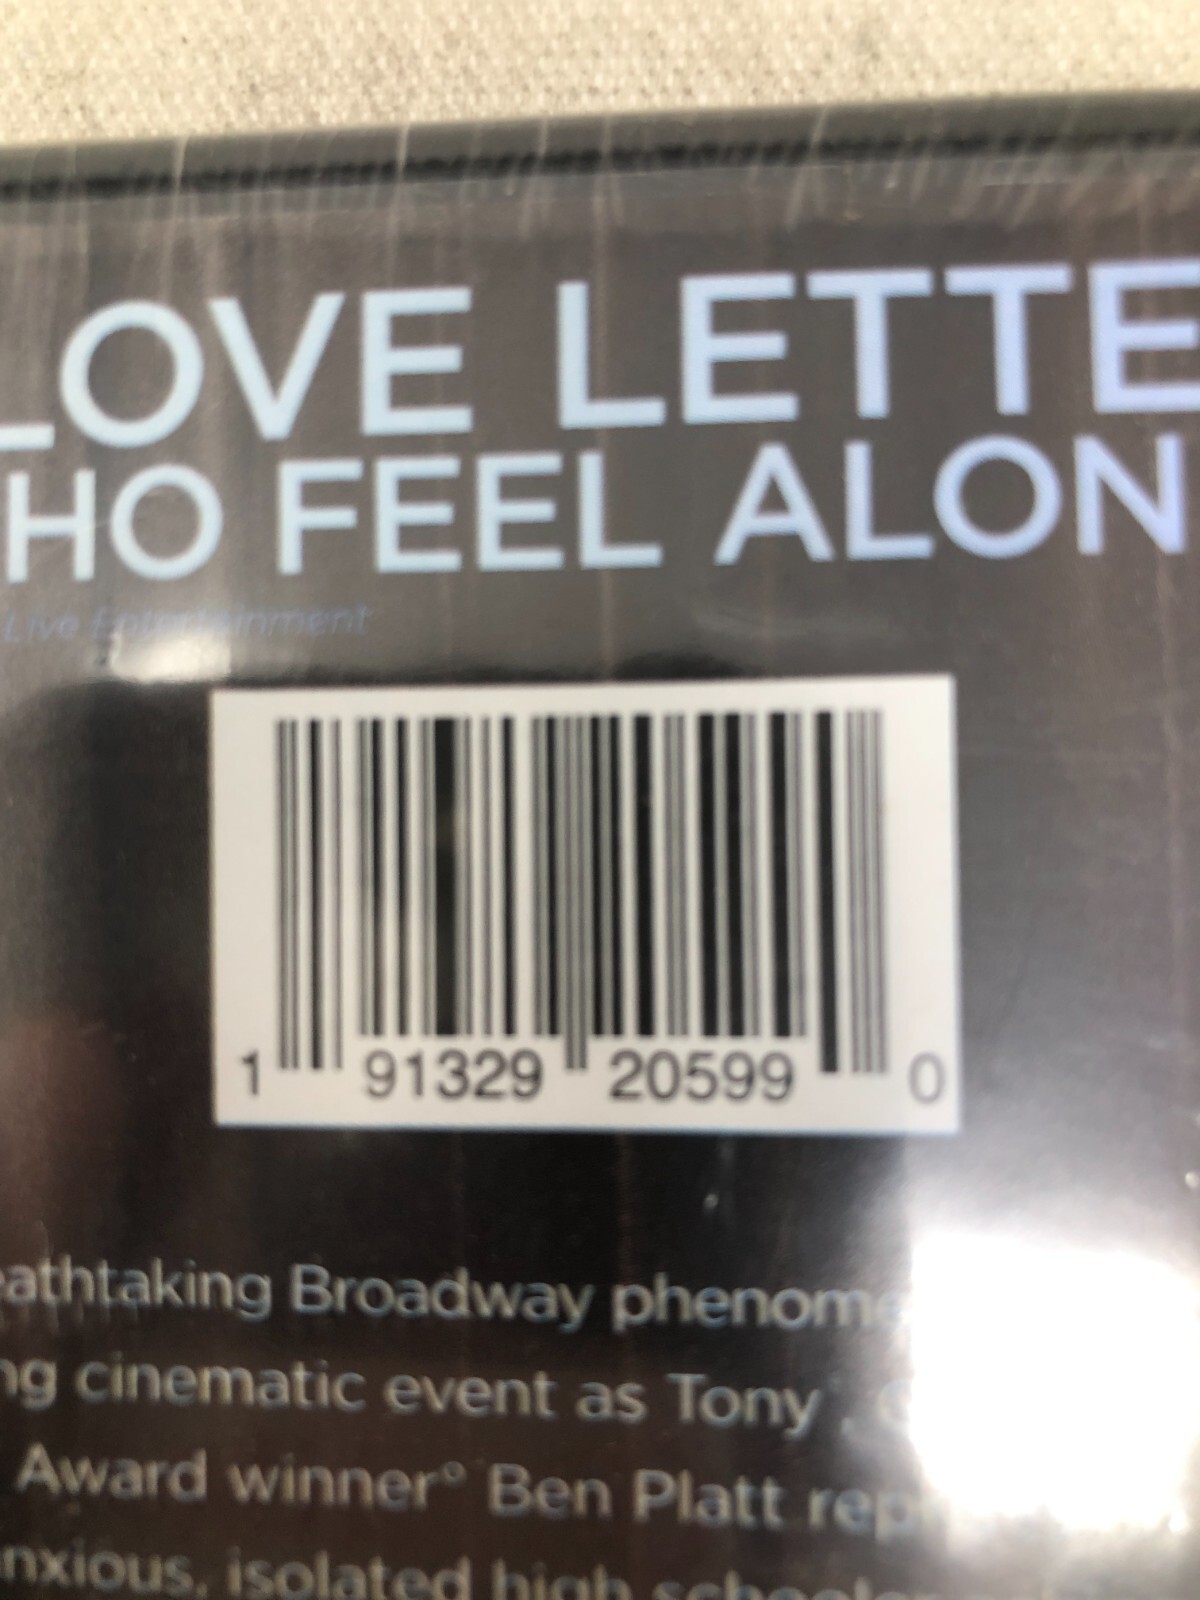 LOVE LETTE
HO FEEL ALON
Live Entertainment
1 91329 20599 0
eathtaking Broadway phenome
ng cinematic event as Tony
Award winner® Ben Platt rep
nxious, isolated high schooler